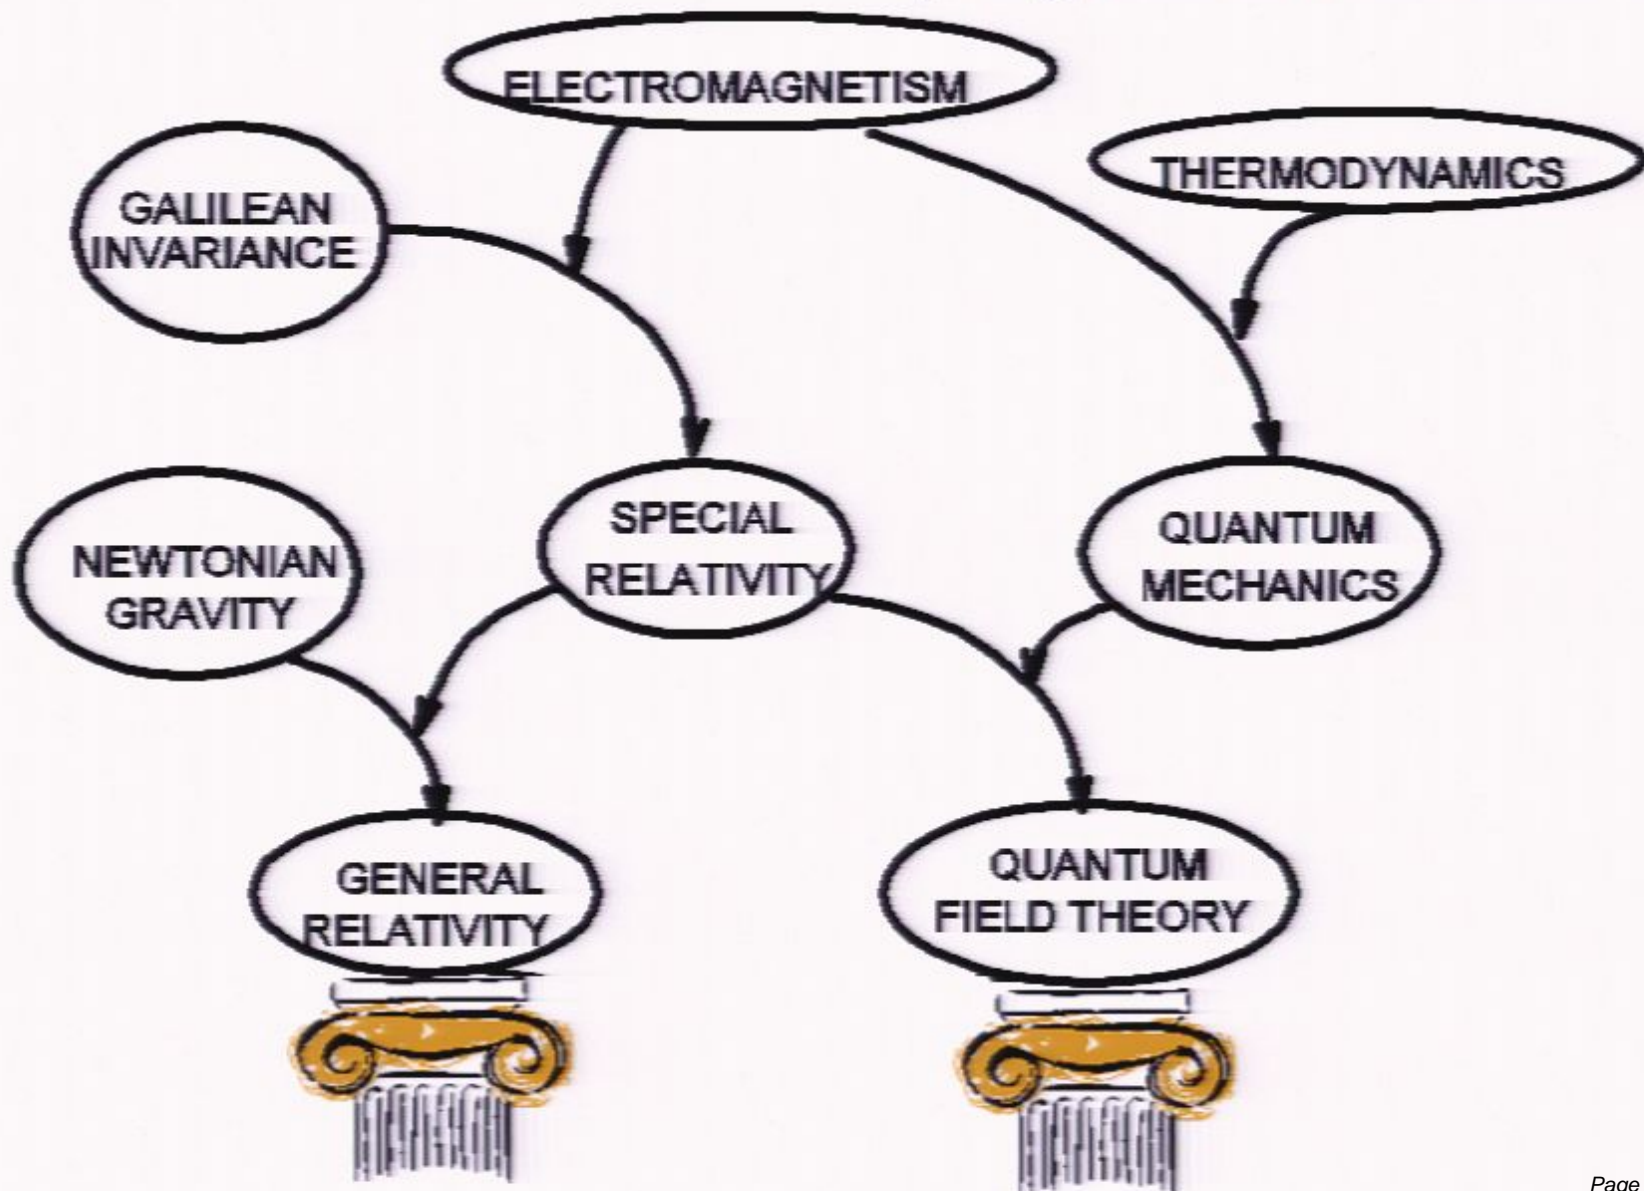 ELECTROMAGNETISM
THERMODYNAMICS
GALILEAN
INVARIANCE
SPECIAL
RELATIVITY
QUANTUM
MECHANICS
NEWTONIAN
GRAVITY
GENERAL
RELATIVITY
QUANTUM
FIELD THEORY
Page